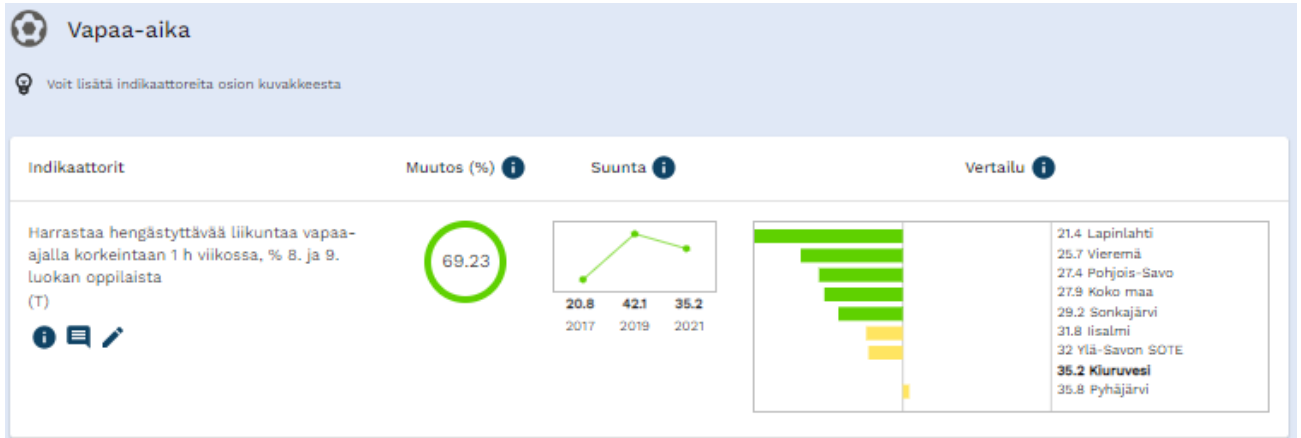 Vapaa-aika
Voit lisätä indikaattoreita osion kuvakkeesta
Indikaattorit
Muutos (%)
Suunta
Vertailu
Harrastaa hengästyttävää liikuntaa vapaa-
ajalla korkeintaan 1 h viikossa, % 8. ja 9.
luokan oppilaista
(T)
69.23
20.8 42.1 35.2
2017 2019 2021
21.4 Lapinlahti
25.7 Vieremä
27.4 Pohjois-Savo
27.9 Koko maa
29.2 Sonkajärvi
31.8 Iisalmi
32 Ylä-Savon SOTE
35.2 Kiuruvesi
35.8 Pyhäjärvi